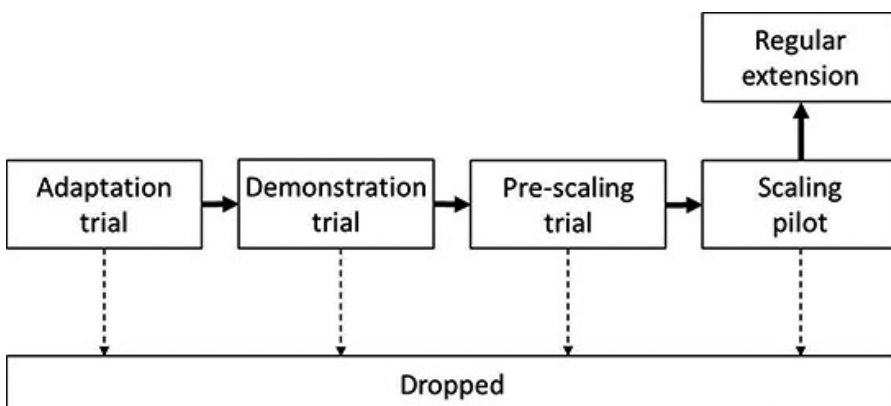 Regular
extension
Adaptation
trial
Demonstration
trial
Pre-scaling
trial
Scaling
pilot
Dropped